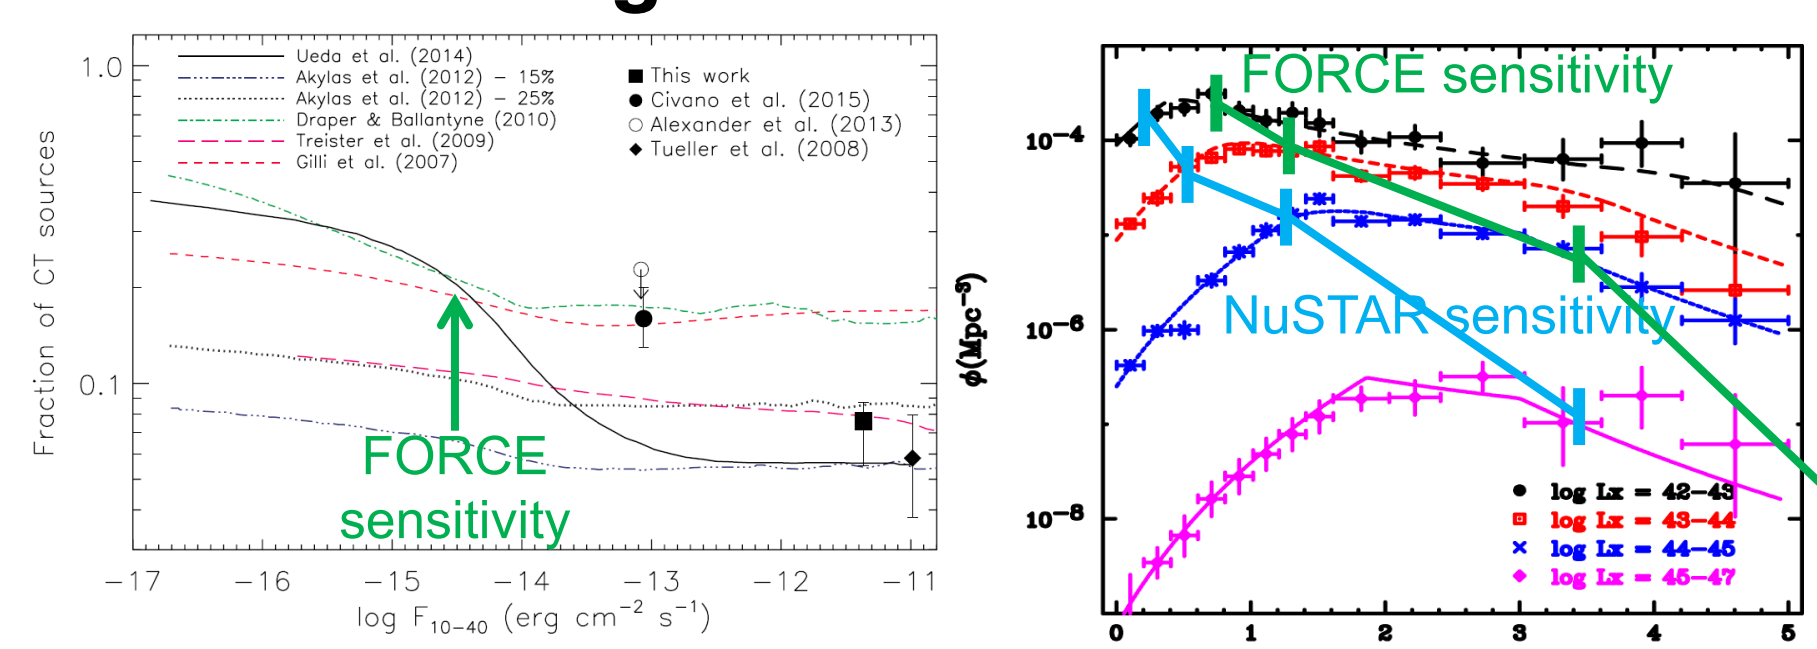 g
1.0
0.1
Fraction of CT sources
Ueda et al. (2014)
Akylas et al. (2012) – 15%
Akylas et al. (2012) – 25%
Draper & Ballantyne (2010)
Treister et al. (2009)
Gilli et al. (2007)
This work
Civano et al. (2015)
Alexander et al. (2013)
Tueller et al. (2008)
FORCE
sensitivity
−17 −16 −15 −14 −13 −12 −11
log F₁₀₋₄₀ (erg cm⁻² s⁻¹)
FORCE sensitivity
NuSTAR sensitivity
10⁻⁴
10⁻⁶
10⁻⁸
φ(Mpc⁻³)
log Lx = 42−43
log Lx = 43−44
log Lx = 44−45
log Lx = 45−47
0 1 2 3 4 5